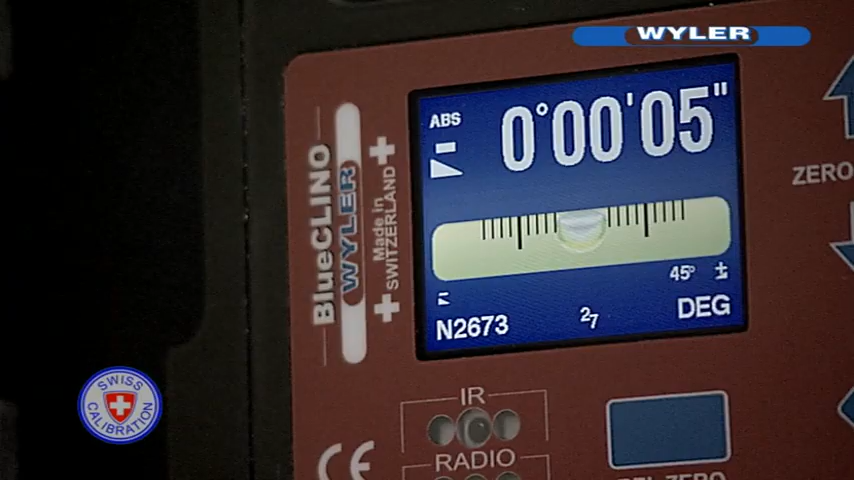 WYLER
ABS
-
0°00'05"
BlueCLINO
WYLER
Made in
SWITZERLAND
ZERO
45° ±
N2673
27
DEG
SWISS
CALIBRATION
IR
CE
RADIO